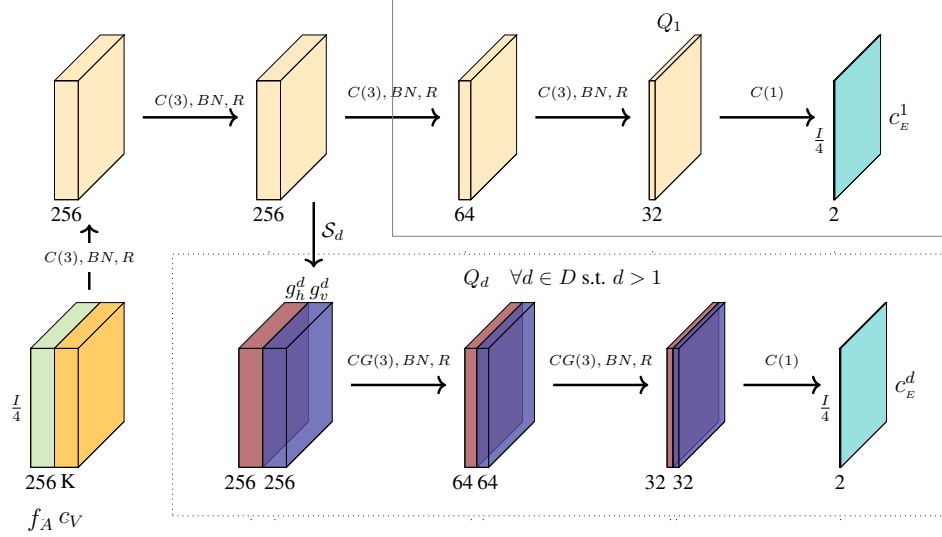 Q₁
C(3), BN, R
C(3), BN, R
C(3), BN, R
C(1)
I/4
c_E^1
256
256
64
32
2
C(3), BN, R
S_d
Q_d ∀d ∈ D s.t. d > 1
g_h^d g_v^d
CG(3), BN, R
CG(3), BN, R
C(1)
I/4
I/4
c_E^d
256 K
256 256
64 64
32 32
2
f_A c_V